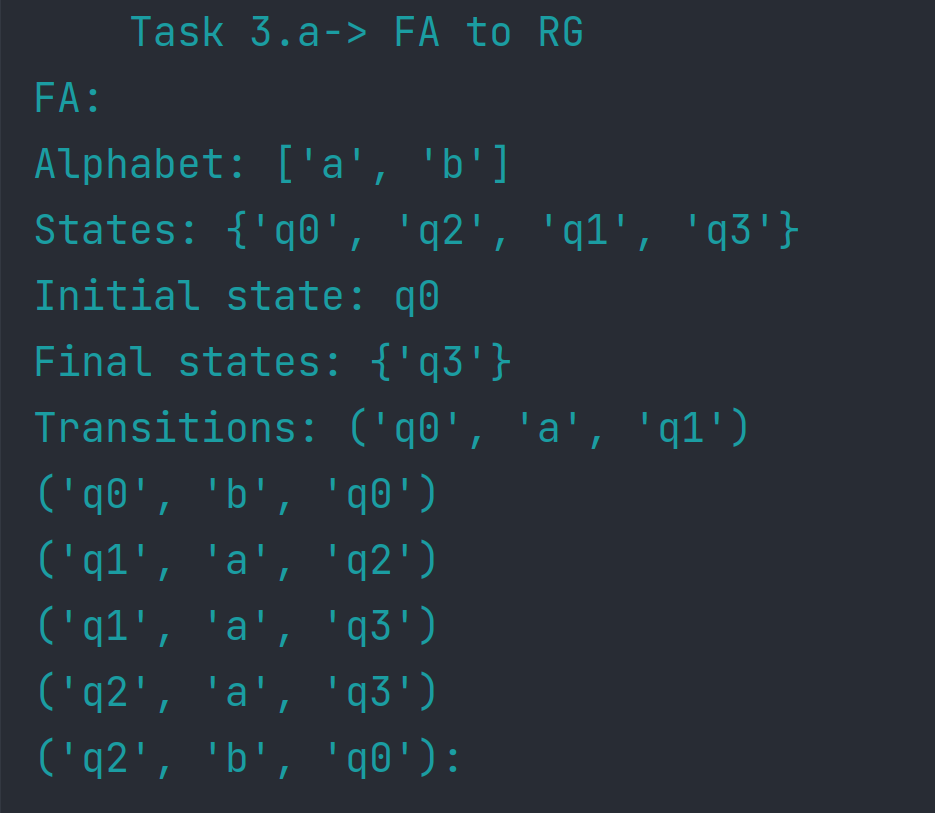 Task 3.a-> FA to RG
FA:
Alphabet: ['a', 'b']
States: {'q0', 'q2', 'q1', 'q3'}
Initial state: q0
Final states: {'q3'}
Transitions: ('q0', 'a', 'q1')
('q0', 'b', 'q0')
('q1', 'a', 'q2')
('q1', 'a', 'q3')
('q2', 'a', 'q3')
('q2', 'b', 'q0'):